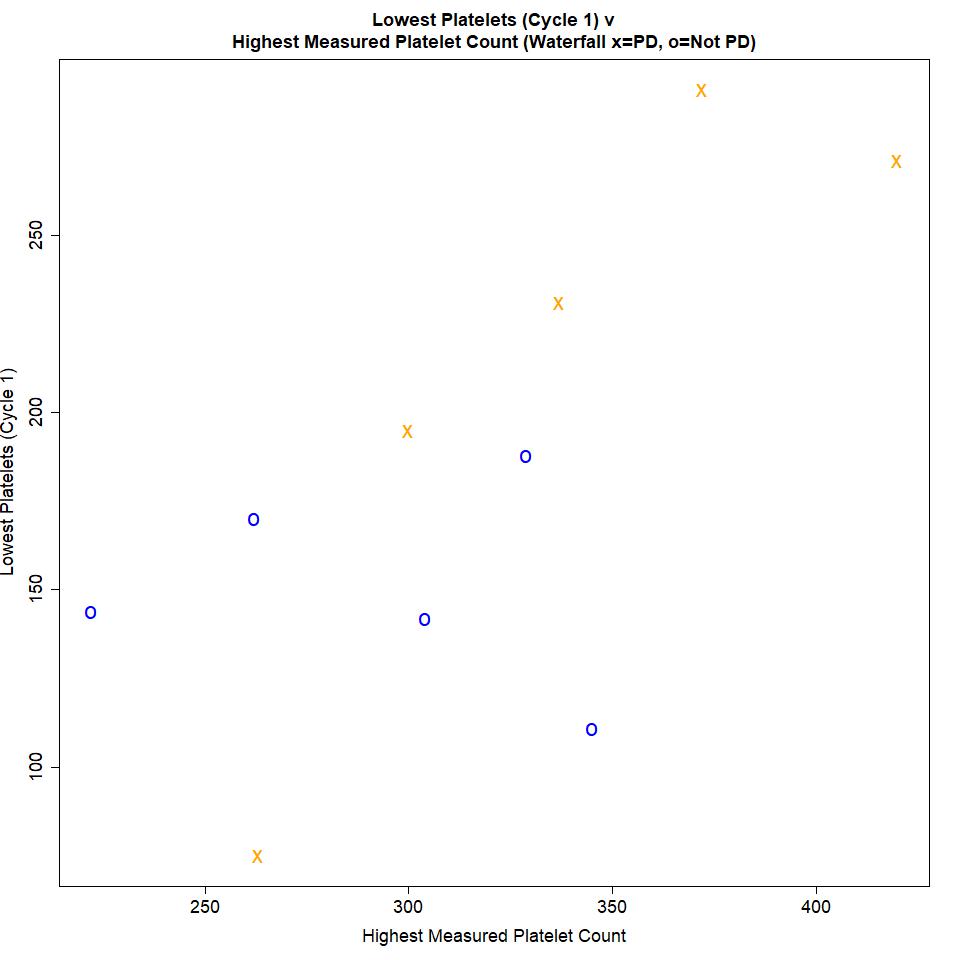 Lowest Platelets (Cycle 1) v
Highest Measured Platelet Count (Waterfall x=PD, o=Not PD)
Lowest Platelets (Cycle 1)
250
200
150
100
X
X
X
X
O
O
O
O
O
X
250 300 350 400
Highest Measured Platelet Count